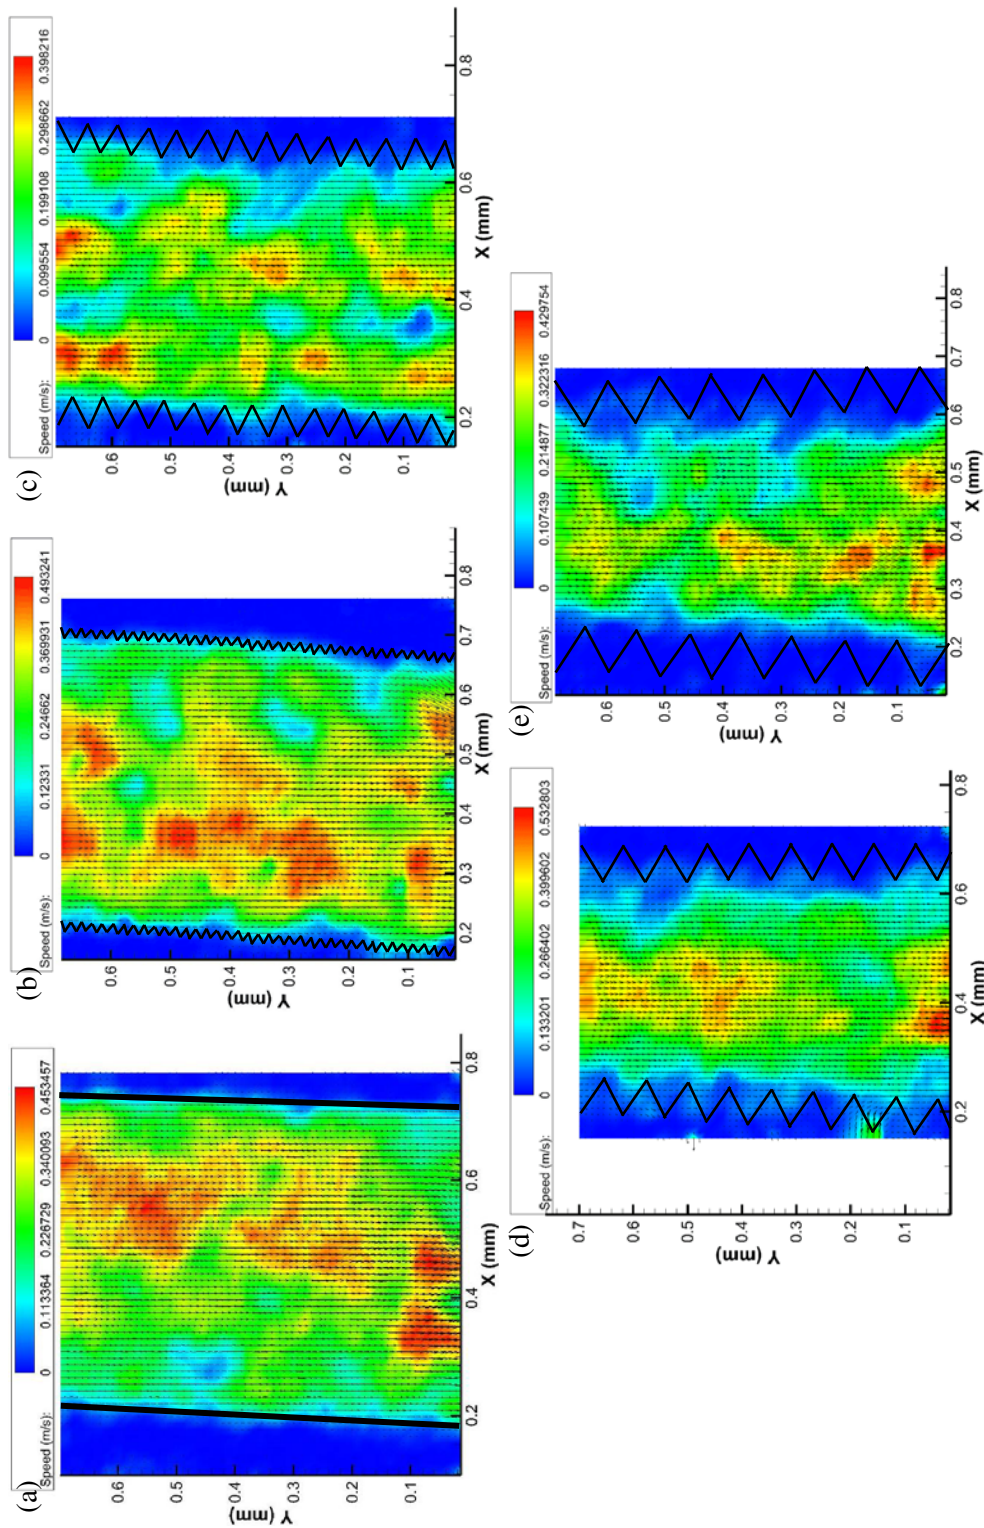 (a)
Speed (m/s):
0 0.113364 0.226729 0.340093 0.453457
Y (mm)
0.6
0.5
0.4
0.3
0.2
0.1
0.2 0.4 0.6 0.8
X (mm)
(b)
Speed (m/s):
0 0.12331 0.24662 0.369931 0.493241
Y (mm)
0.6
0.5
0.4
0.3
0.2
0.1
0.2 0.3 0.4 0.5 0.6 0.7 0.8
X (mm)
(c)
Speed (m/s):
0 0.099554 0.199108 0.298662 0.398216
Y (mm)
0.6
0.5
0.4
0.3
0.2
0.1
0.2 0.4 0.6 0.8
X (mm)
(d)
Speed (m/s):
0 0.133201 0.266402 0.399602 0.532803
Y (mm)
0.7
0.6
0.5
0.4
0.3
0.2
0.1
0.2 0.4 0.6 0.8
X (mm)
(e)
Speed (m/s):
0 0.107439 0.214877 0.322316 0.429754
Y (mm)
0.6
0.5
0.4
0.3
0.2
0.1
0.2 0.3 0.4 0.5 0.6 0.7 0.8
X (mm)